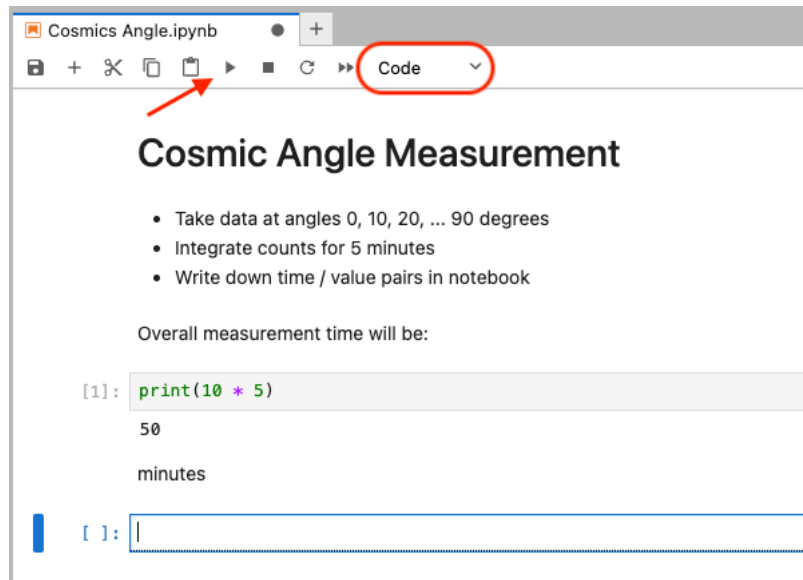 Cosmics Angle.ipynb
Code
Cosmic Angle Measurement
• Take data at angles 0, 10, 20, ... 90 degrees
• Integrate counts for 5 minutes
• Write down time / value pairs in notebook
Overall measurement time will be:
[1]: print(10 * 5)
50
minutes
[ ]: